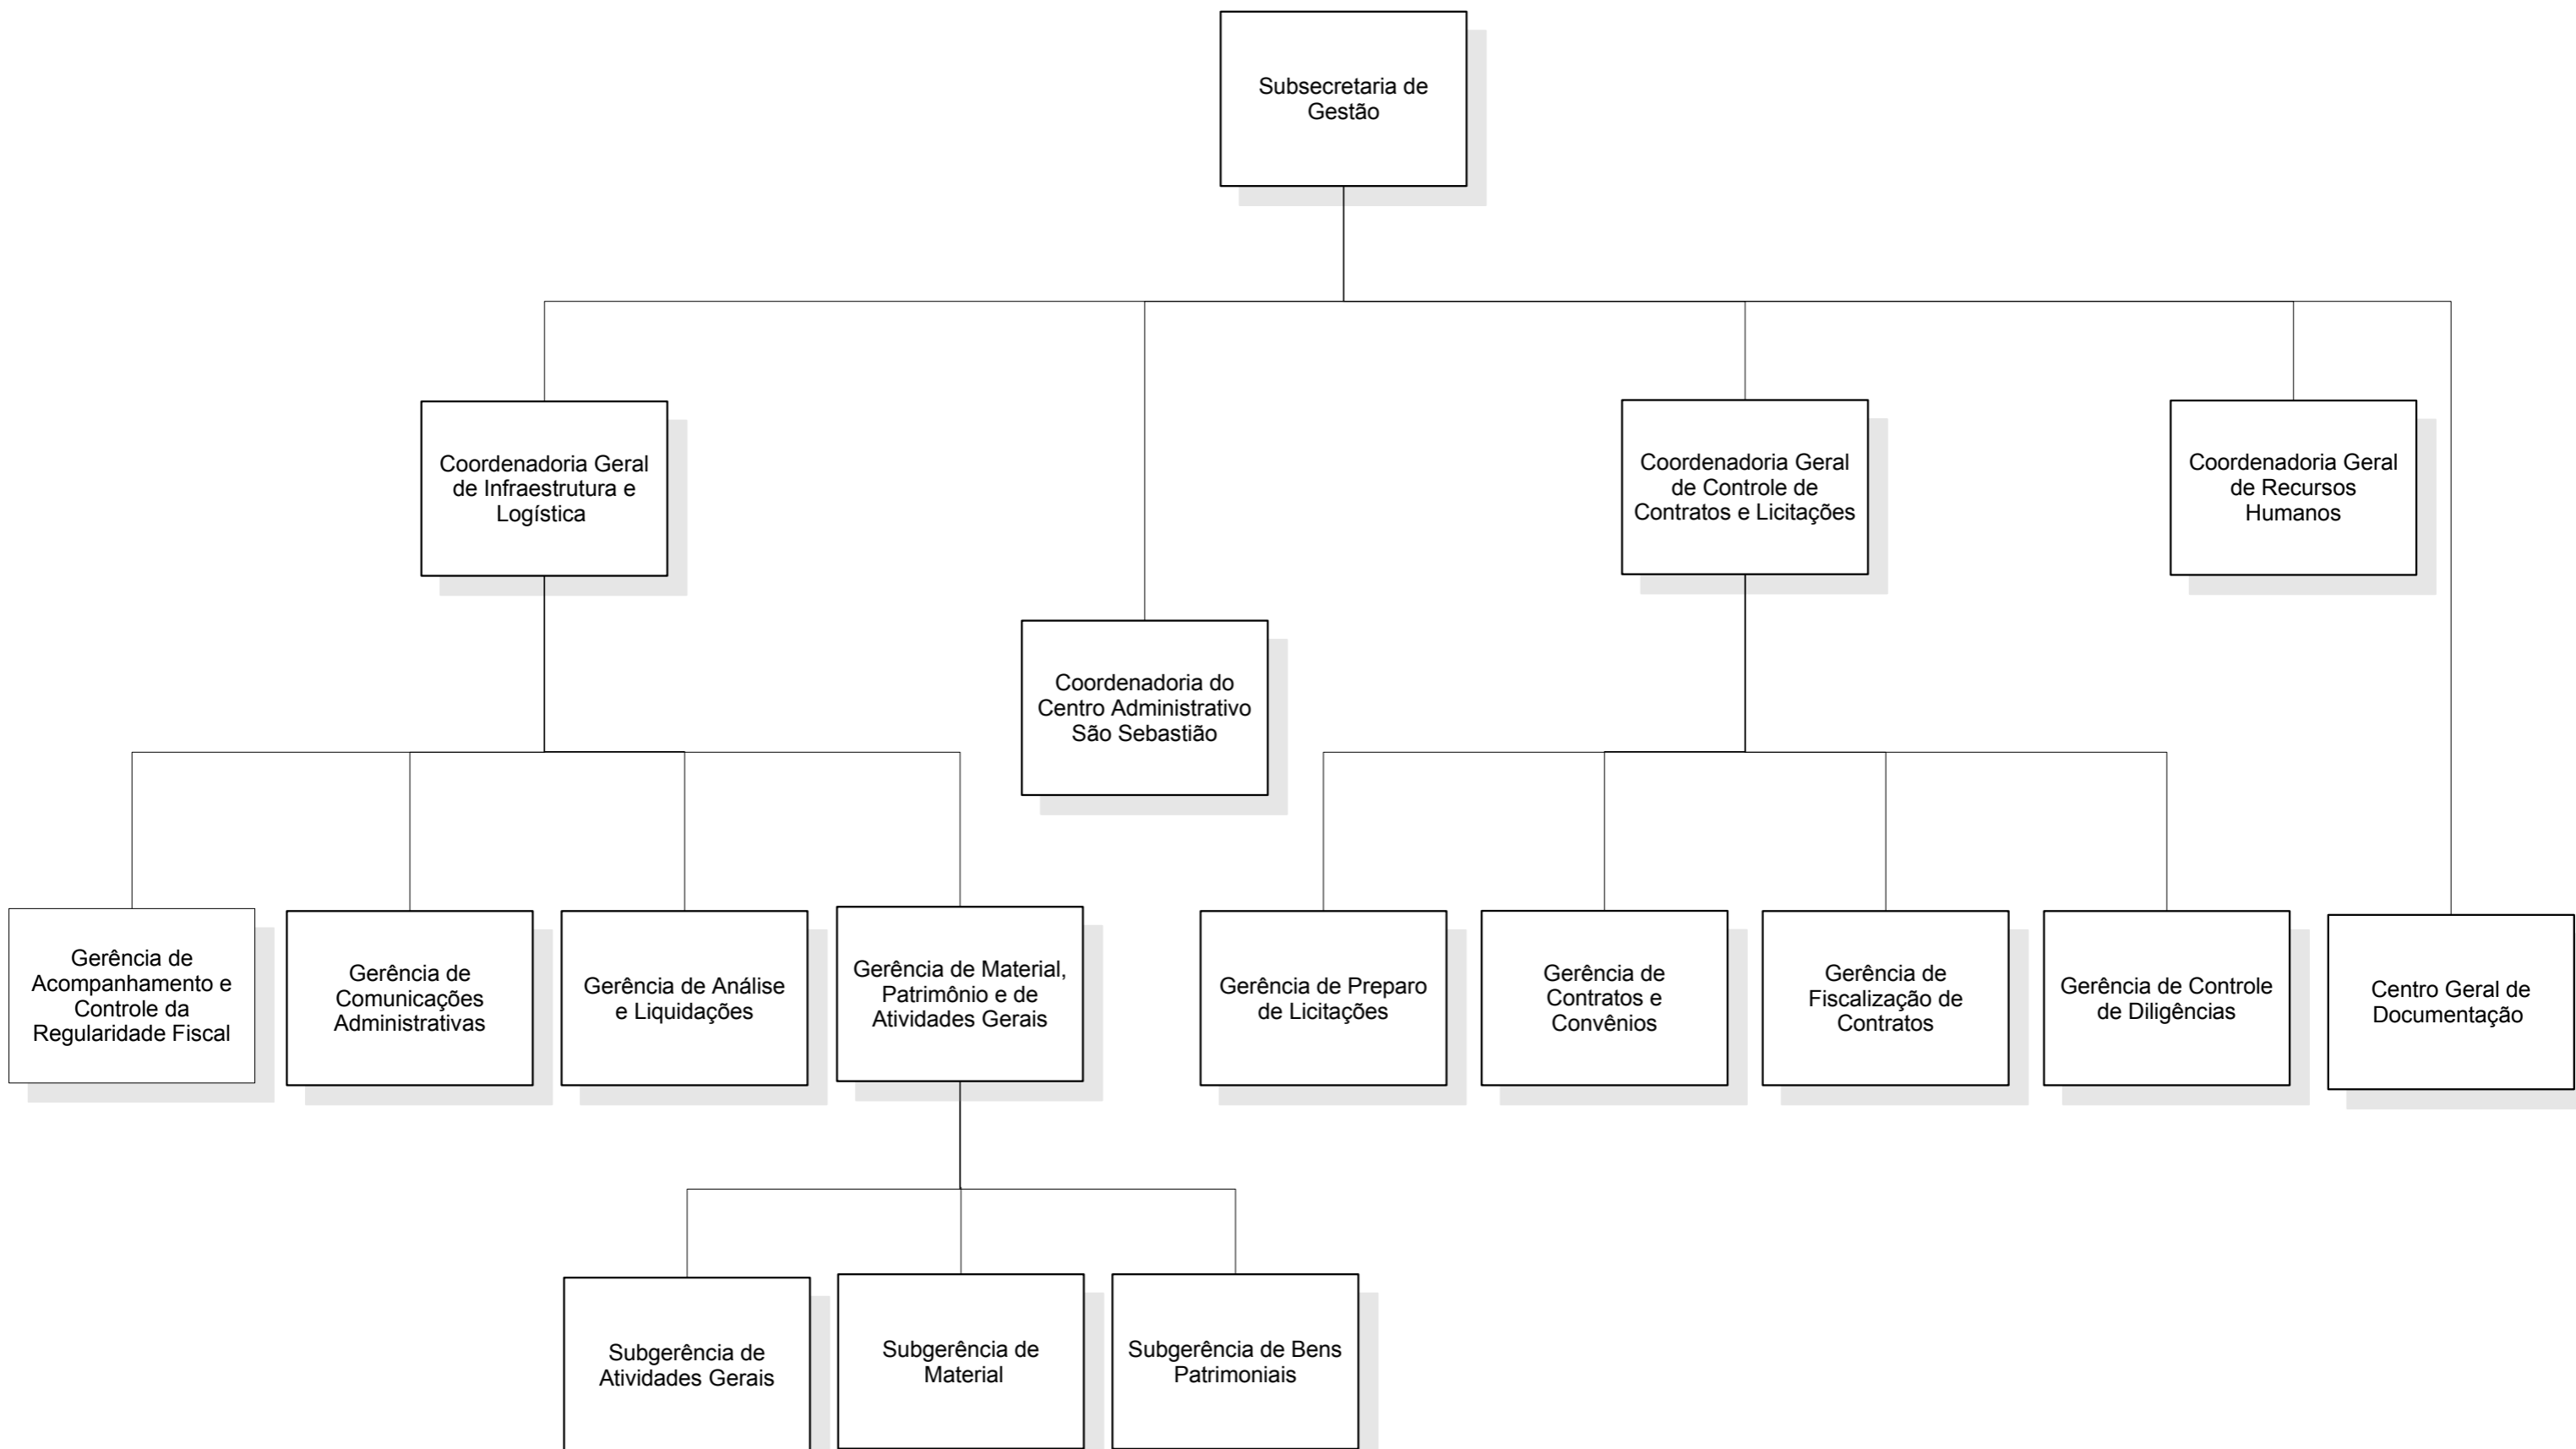 Subsecretaria de
Gestão
Coordenadoria Geral
de Infraestrutura e
Logística
Coordenadoria Geral
de Controle de
Contratos e Licitações
Coordenadoria Geral
de Recursos
Humanos
Coordenadoria do
Centro Administrativo
São Sebastião
Gerência de
Acompanhamento e
Controle da
Regularidade Fiscal
Gerência de
Comunicações
Administrativas
Gerência de Análise
e Liquidações
Gerência de Material,
Patrimônio e de
Atividades Gerais
Gerência de Preparo
de Licitações
Gerência de
Contratos e
Convênios
Gerência de
Fiscalização de
Contratos
Gerência de Controle
de Diligências
Centro Geral de
Documentação
Subgerência de
Atividades Gerais
Subgerência de
Material
Subgerência de Bens
Patrimoniais